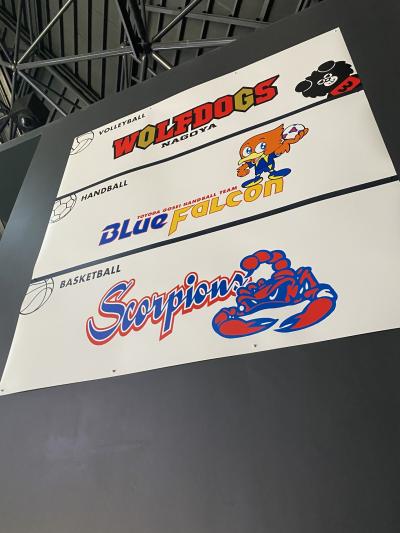 VOLLEYBALL
WOLFDOGS
NAGOYA
HANDBALL
TOYODA GOSEI HANDBALL TEAM
BLUE FALCON
BASKETBALL
Scorpions